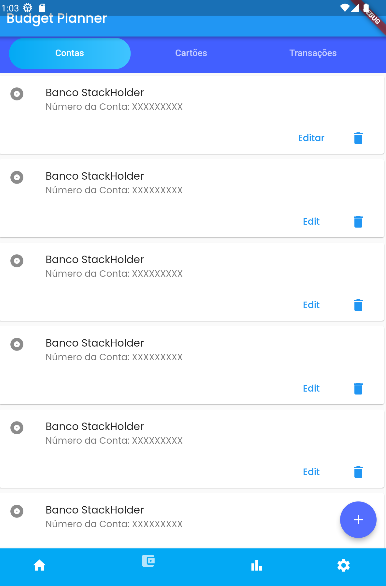 1:03
Budget Planner
DEBUG
Contas
Cartões
Transações
Banco StackHolder
Número da Conta: XXXXXXXXX
Editar
Banco StackHolder
Número da Conta: XXXXXXXXX
Edit
Banco StackHolder
Número da Conta: XXXXXXXXX
Edit
Banco StackHolder
Número da Conta: XXXXXXXXX
Edit
Banco StackHolder
Número da Conta: XXXXXXXXX
Edit
Banco StackHolder
Número da Conta: XXXXXXXXX